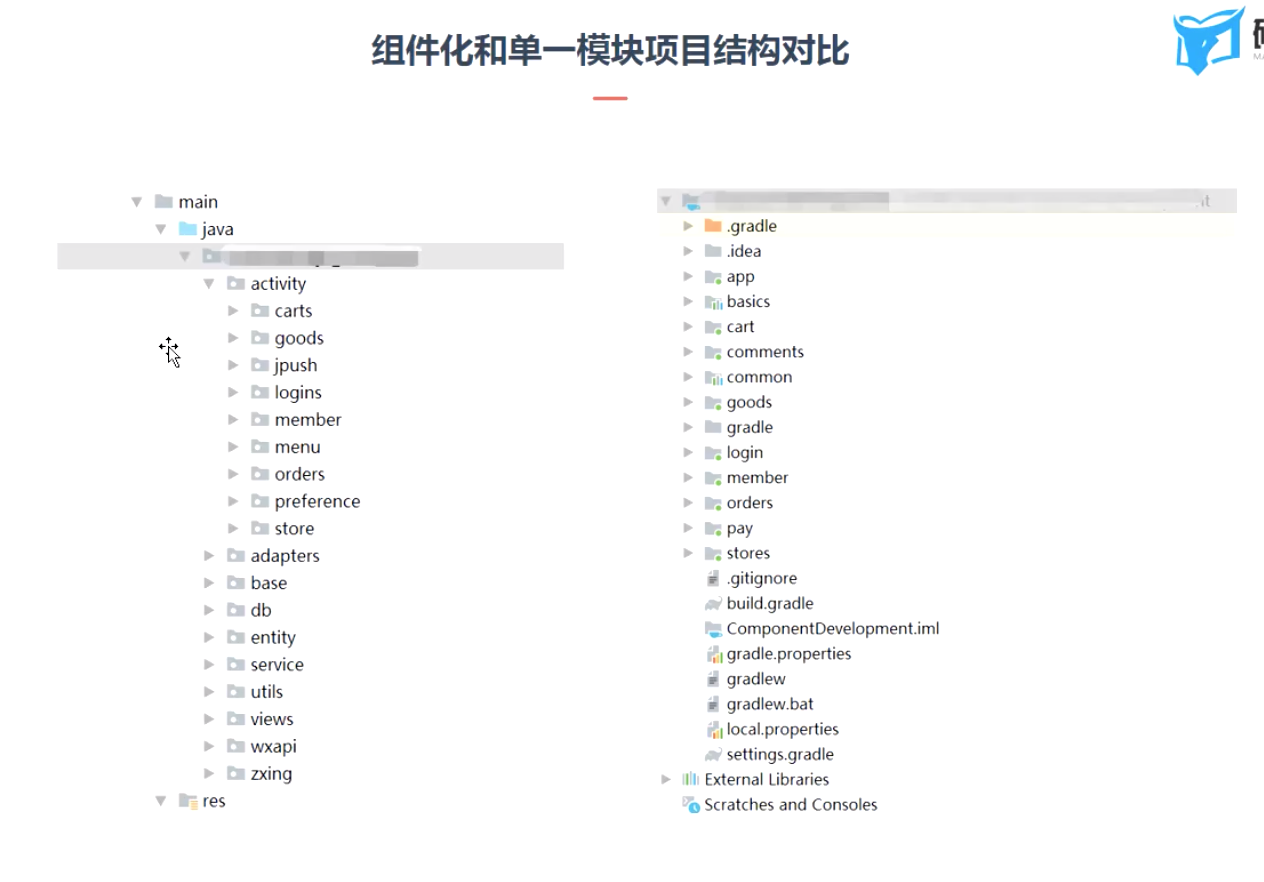 组件化和单一模块项目结构对比
main
java
activity
carts
goods
jpush
logins
member
menu
orders
preference
store
adapters
base
db
entity
service
utils
views
wxapi
zxing
res
.gradle
.idea
app
basics
cart
comments
common
goods
gradle
login
member
orders
pay
stores
.gitignore
build.gradle
ComponentDevelopment.iml
gradle.properties
gradlew
gradlew.bat
local.properties
settings.gradle
External Libraries
Scratches and Consoles